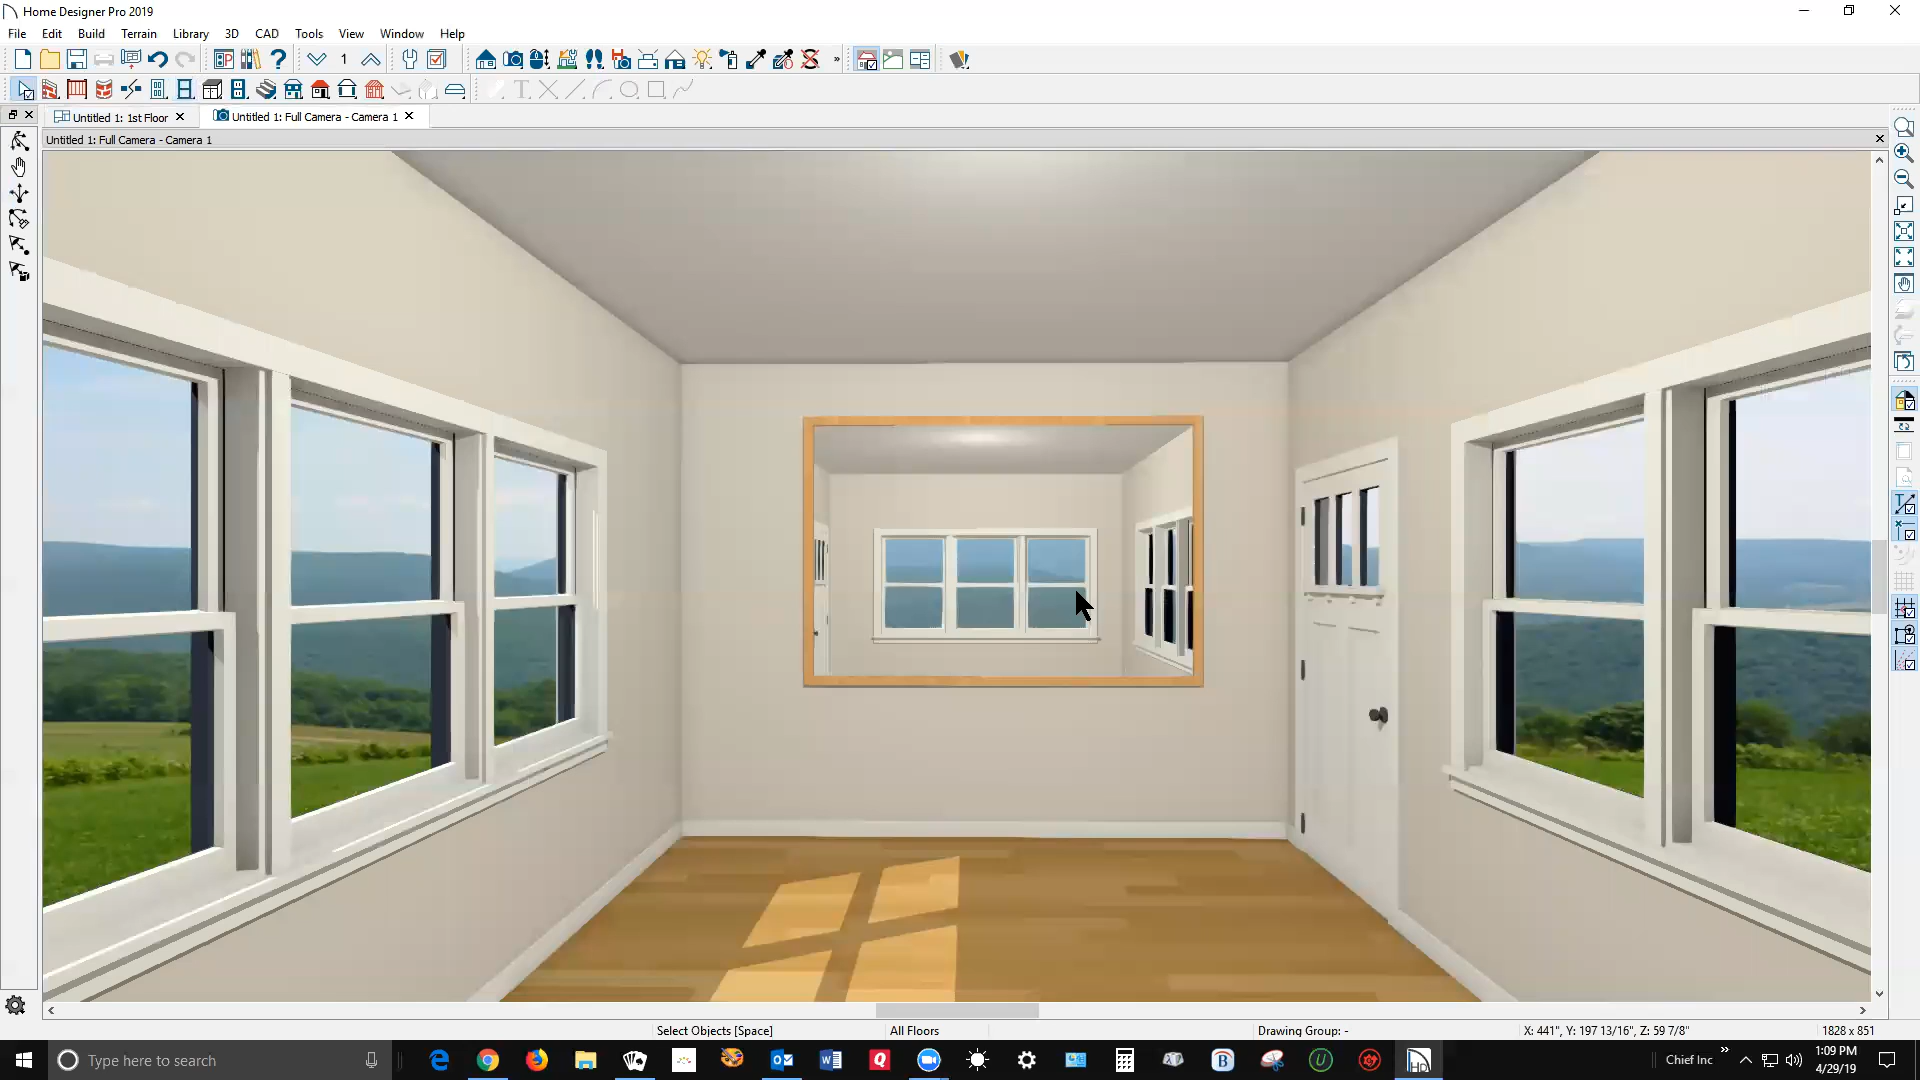 Home Designer Pro 2019
File Edit Build Terrain Library 3D CAD Tools View Window Help
1
Untitled 1: 1st Floor
Untitled 1: Full Camera - Camera 1
Untitled 1: Full Camera - Camera 1
Select Objects [Space]
All Floors
Drawing Group: -
X: 441", Y: 197 13/16", Z: 59 7/8"
1828 x 851
Type here to search
Chief Inc
1:09 PM
4/29/19